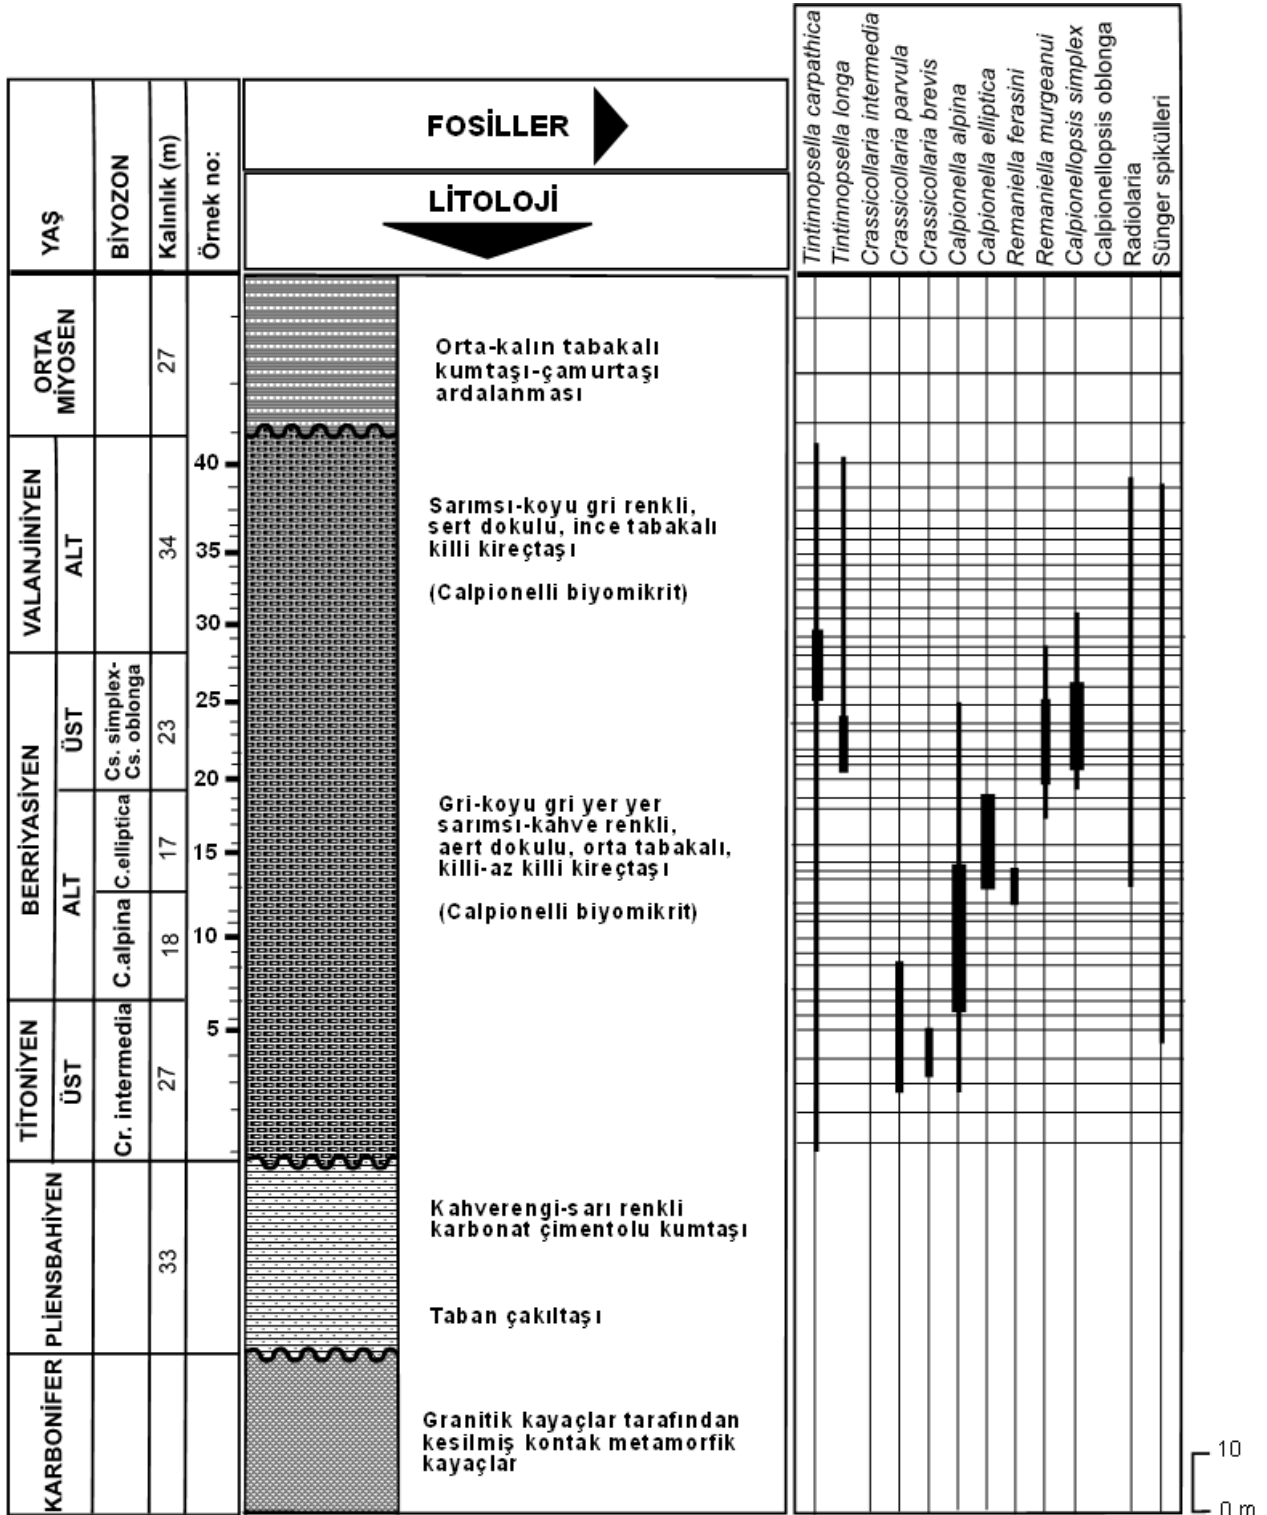 FOSİLLER
LİTOLOJİ
YAŞ
BİYOZON
Kalınlık (m)
Örnek no:
Tintinnopsella carpathica
Tintinnopsella longa
Crassicollaria intermedia
Crassicollaria parvula
Crassicollaria brevis
Calpionella alpina
Calpionella elliptica
Remaniella ferasini
Remaniella murgeanui
Calpionellopsis simplex
Calpionellopsis oblonga
Radiolaria
Sünger spikülleri
ORTA
MİYOSEN
27
Orta-kalın tabakalı
kumtaşı-çamurtaşı
ardalanması
VALANJİNİYEN
ALT
34
40
35
30
Sarımsı-koyu gri renkli,
sert dokulu, ince tabakalı
killi kireçtaşı
(Calpionelli biyomikrit)
BERRİYASİYEN
ÜST
Cs. simplex-
Cs. oblonga
23
25
20
ALT
C.elliptica
17
15
C.alpina
18
10
Gri-koyu gri yer yer
sarımsı-kahve renkli,
aert dokulu, orta tabakalı,
killi-az killi kireçtaşı
(Calpionelli biyomikrit)
TİTONİYEN
ÜST
Cr. intermedia
27
5
PLİENSBAHİYEN
33
Kahverengi-sarı renkli
karbonat çimentolu kumtaşı
Taban çakıltaşı
KARBONİFER
Granitik kayaçlar tarafından
kesilmiş kontak metamorfik
kayaçlar
10
0 m